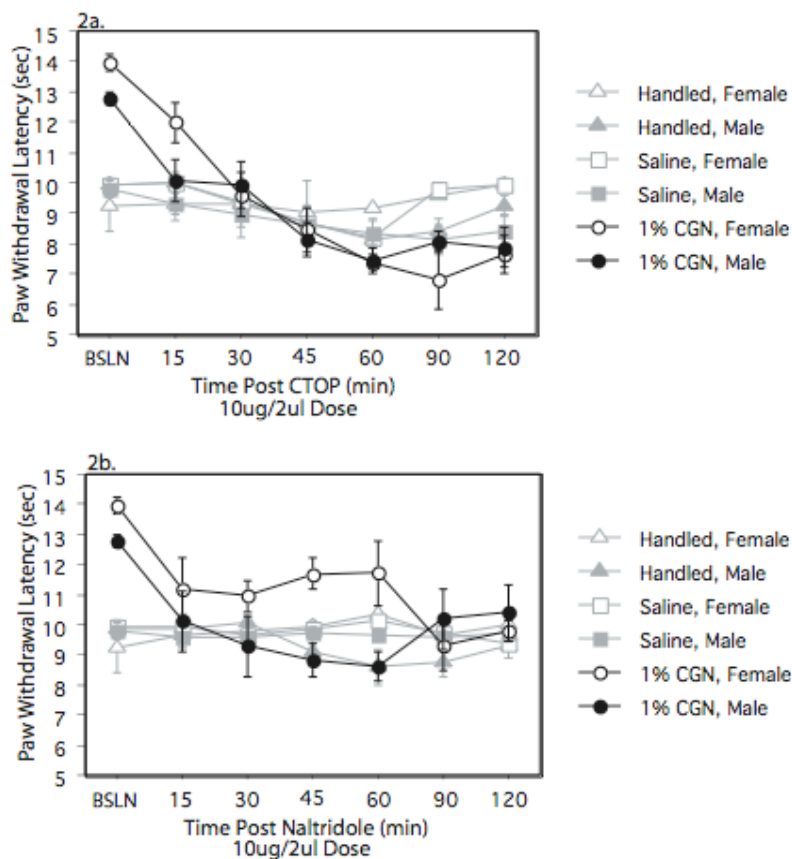 2a.
Paw Withdrawal Latency (sec)
15
14
13
12
11
10
9
8
7
6
5
BSLN 15 30 45 60 90 120
Time Post CTOP (min)
10ug/2ul Dose
Handled, Female
Handled, Male
Saline, Female
Saline, Male
1% CGN, Female
1% CGN, Male
2b.
Paw Withdrawal Latency (sec)
15
14
13
12
11
10
9
8
7
6
5
BSLN 15 30 45 60 90 120
Time Post Naltridole (min)
10ug/2ul Dose
Handled, Female
Handled, Male
Saline, Female
Saline, Male
1% CGN, Female
1% CGN, Male